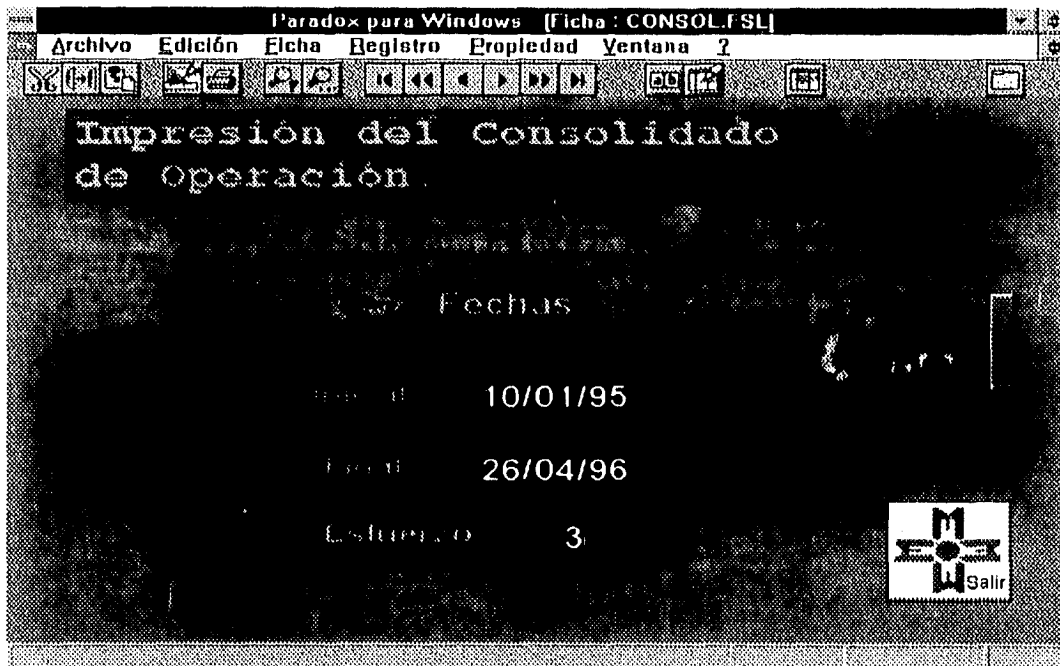 Paradox para Windows [Ficha : CONSOL.FSL]
Archivo Edición Ficha Registro Propiedad Ventana ?
Impresión del Consolidado
de Operación.
Fechas
10/01/95
26/04/96
Esfuerzo 3
Salir